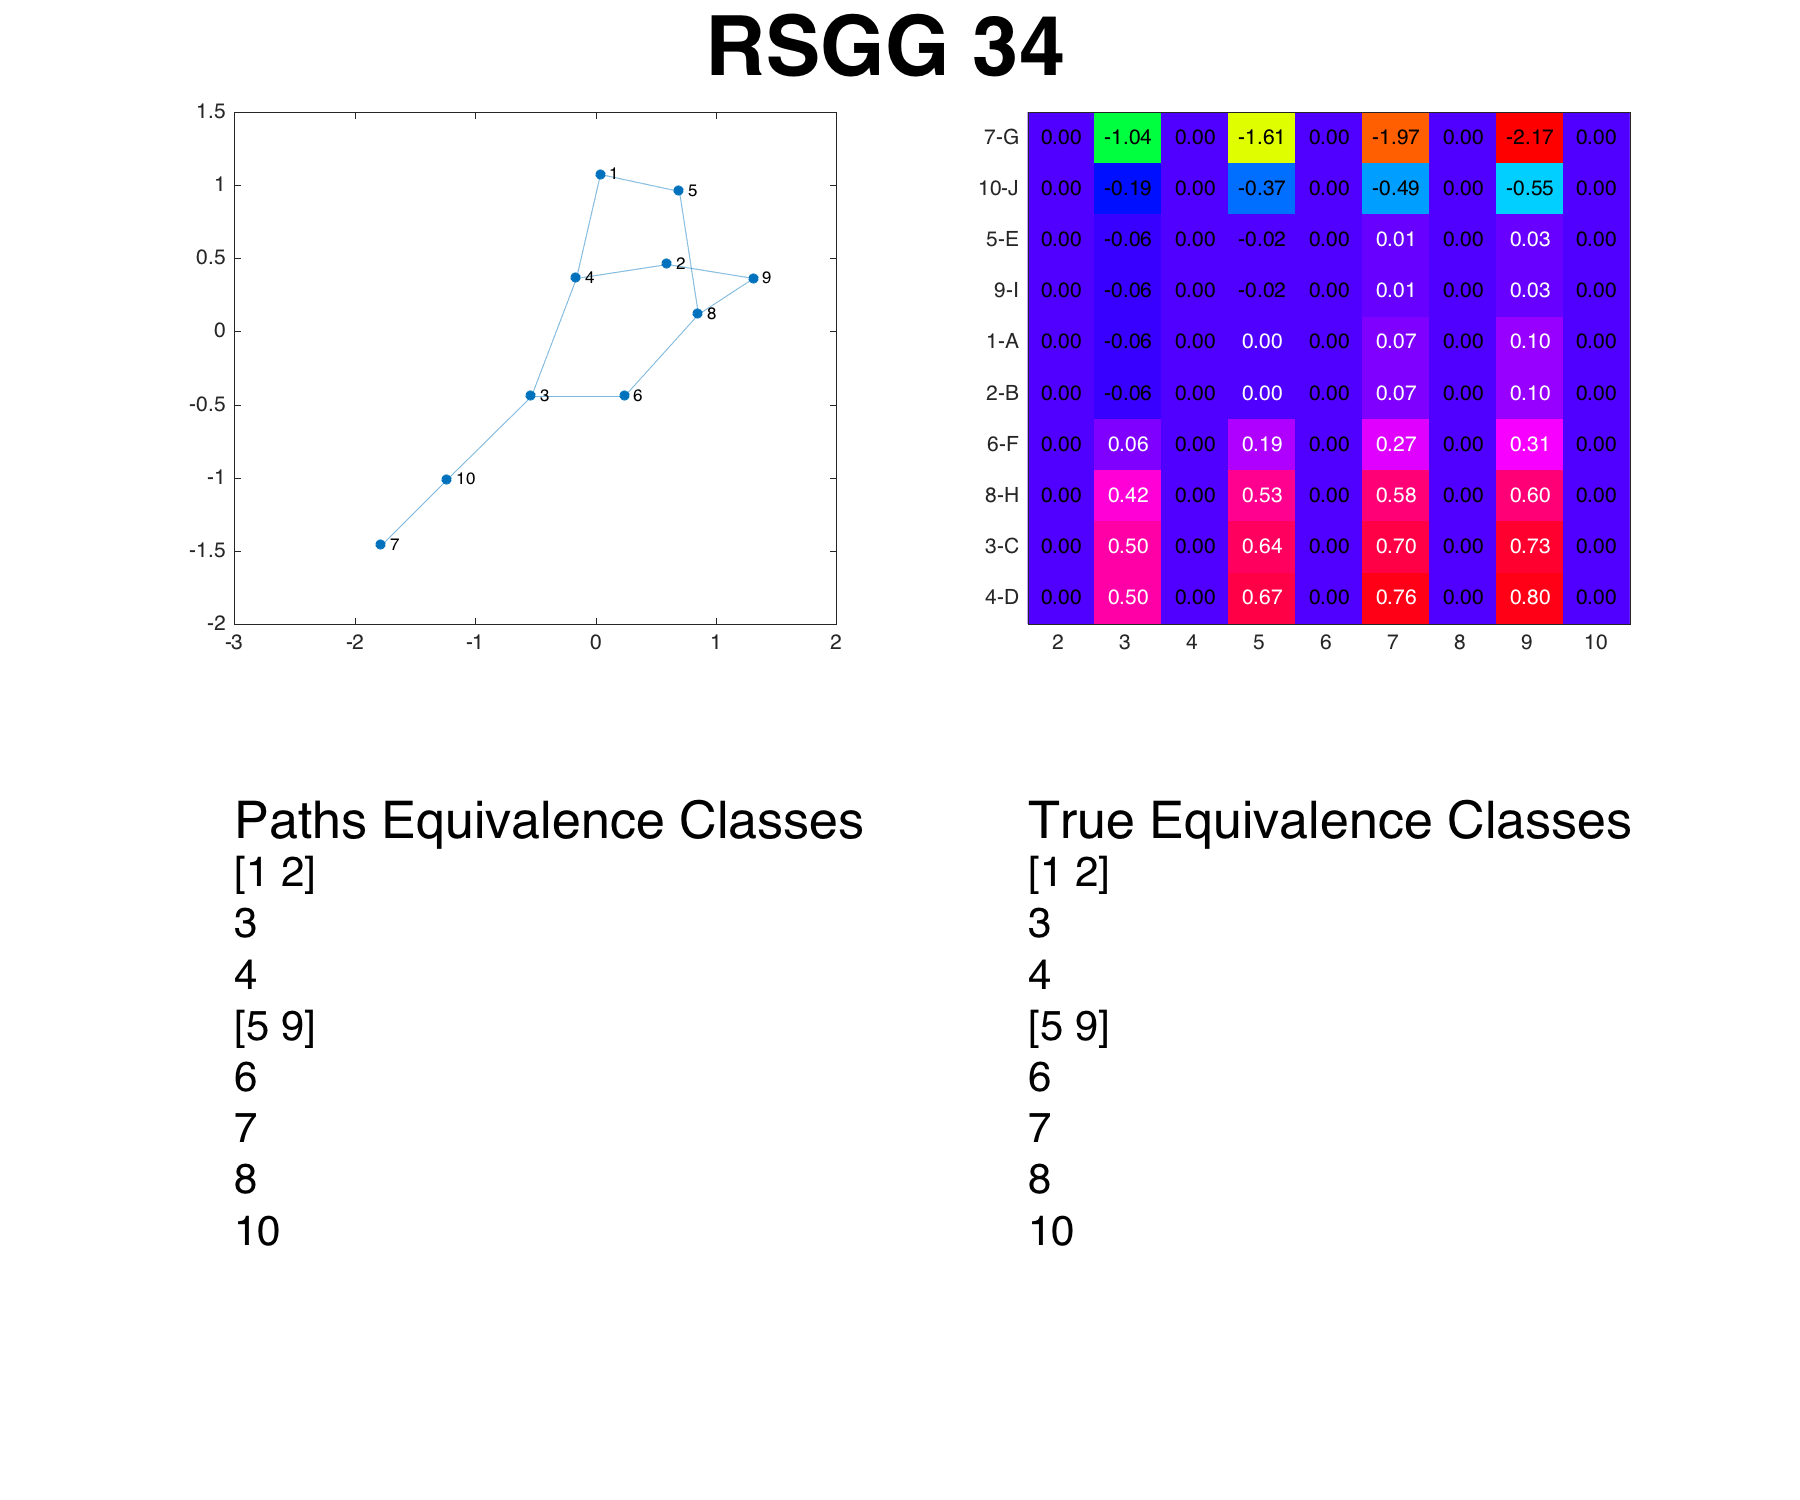 RSGG 34
1.5
1
0.5
0
-0.5
-1
-1.5
-2
-3 -2 -1 0 1 2
1
5
2
4
9
8
3
6
10
7
7-G 0.00 -1.04 0.00 -1.61 0.00 -1.97 0.00 -2.17 0.00
10-J 0.00 -0.19 0.00 -0.37 0.00 -0.49 0.00 -0.55 0.00
5-E 0.00 -0.06 0.00 -0.02 0.00 0.01 0.00 0.03 0.00
9-I 0.00 -0.06 0.00 -0.02 0.00 0.01 0.00 0.03 0.00
1-A 0.00 -0.06 0.00 0.00 0.00 0.07 0.00 0.10 0.00
2-B 0.00 -0.06 0.00 0.00 0.00 0.07 0.00 0.10 0.00
6-F 0.00 0.06 0.00 0.19 0.00 0.27 0.00 0.31 0.00
8-H 0.00 0.42 0.00 0.53 0.00 0.58 0.00 0.60 0.00
3-C 0.00 0.50 0.00 0.64 0.00 0.70 0.00 0.73 0.00
4-D 0.00 0.50 0.00 0.67 0.00 0.76 0.00 0.80 0.00
2 3 4 5 6 7 8 9 10
Paths Equivalence Classes
[1 2]
3
4
[5 9]
6
7
8
10
True Equivalence Classes
[1 2]
3
4
[5 9]
6
7
8
10